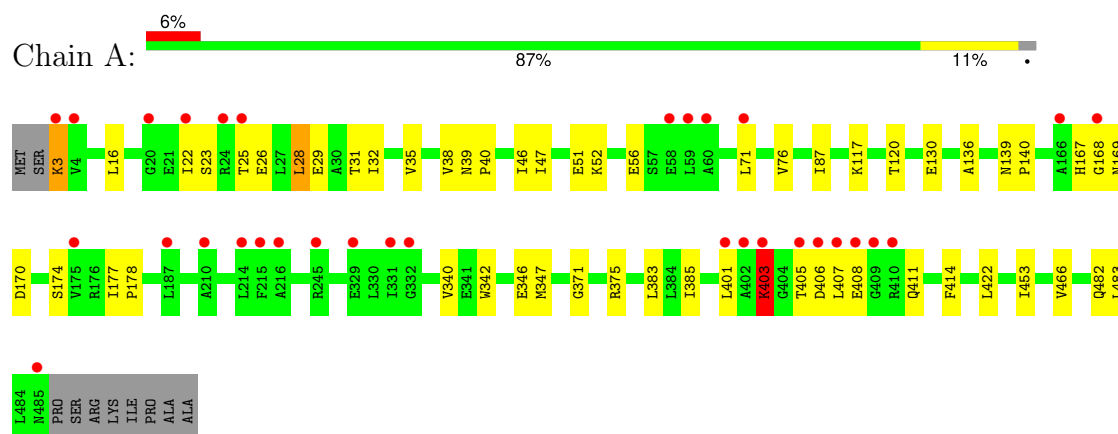 6%
Chain A:
87% 11% •
MET SER K3 V4 L16 G20 E21 I22 S23 R24 T25 E26 L27 L28 E29 A30 T31 I32 V35 V38 N39 P40 I46 I47 E51 K52 E56 S57 E58 L59 A60 L71 V76 I87 K117 T120 E130 A136 N139 P140 A166 H167 G168 N169
D170 S174 V175 R176 I177 P178 L187 A210 L214 F215 A216 R245 E329 L330 I331 G332 V340 E341 W342 E346 M347 G371 R375 L383 L384 I385 L401 A402 K403 G404 T405 D406 L407 E408 G409 R410 Q411 F414 L422 I453 V466 Q482 L483
L484 N485 PRO SER ARG LYS ILE PRO ALA ALA